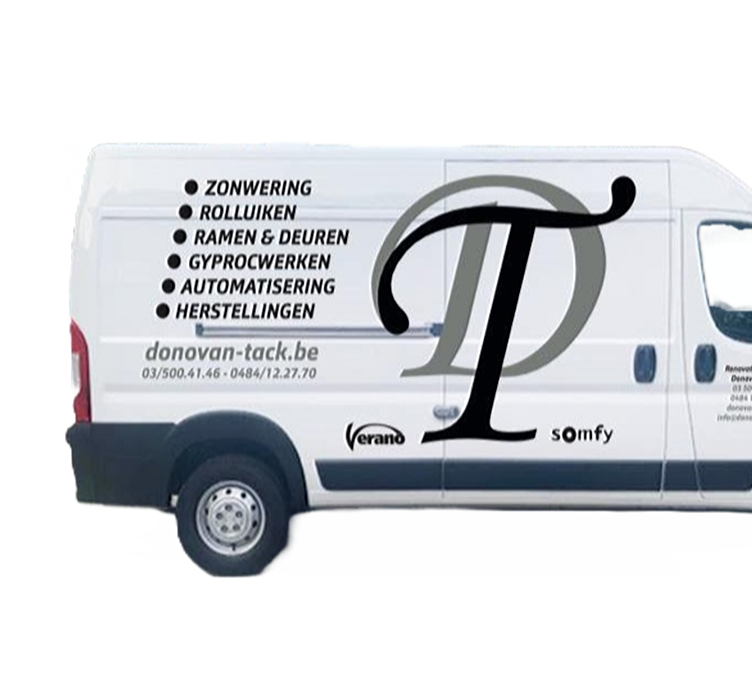 ● ZONWERING
● ROLLUIKEN
● RAMEN & DEUREN
● GYPROCWERKEN
● AUTOMATISERING
● HERSTELLINGEN
donovan-tack.be
03/500.41.46 - 0484/12.27.70
DT
Verano
somfy